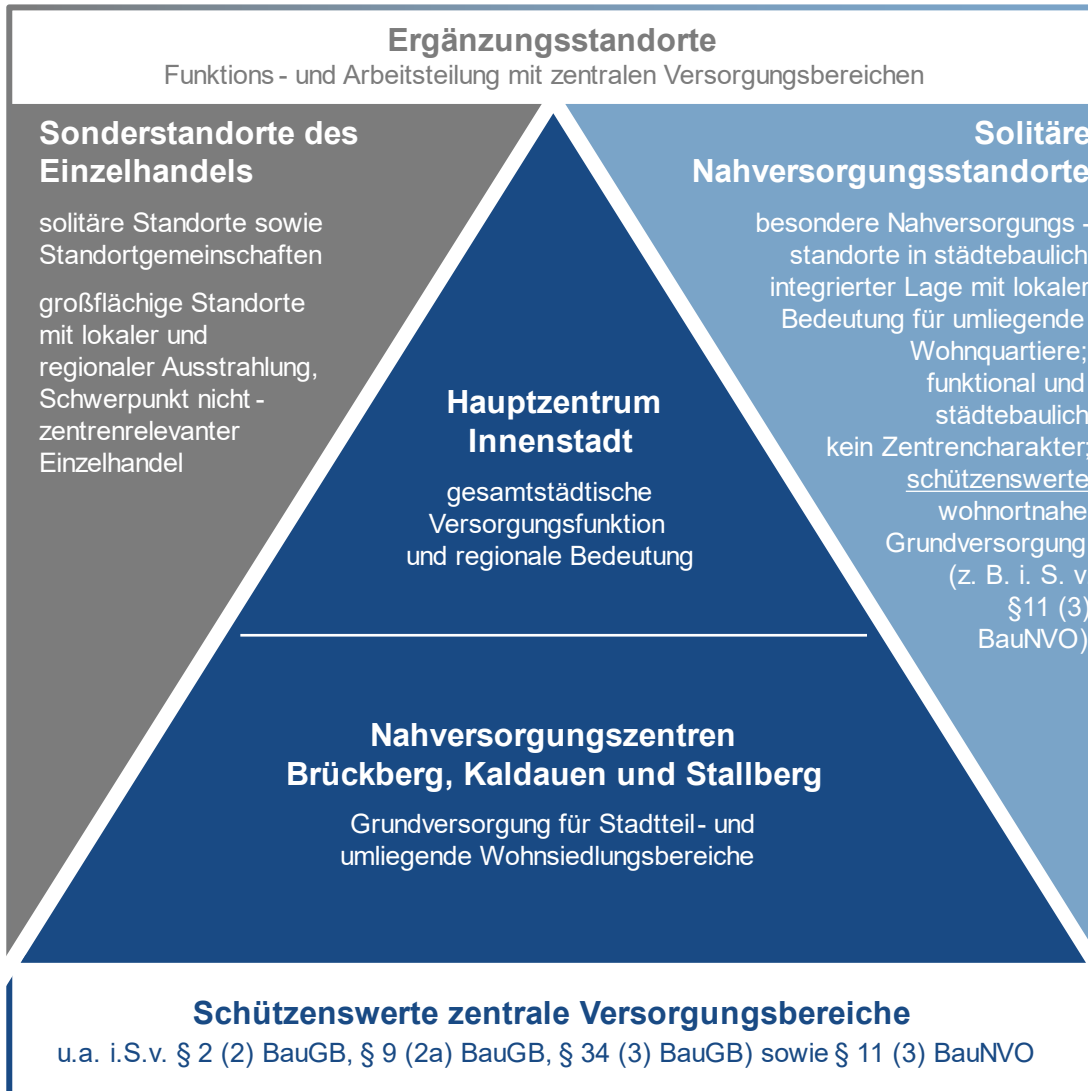 Ergänzungsstandorte
Funktions- und Arbeitsteilung mit zentralen Versorgungsbereichen
Sonderstandorte des
Einzelhandels
solitäre Standorte sowie
Standortgemeinschaften
großflächige Standorte
mit lokaler und
regionaler Ausstrahlung,
Schwerpunkt nicht-
zentrenrelevanter
Einzelhandel
Solitäre
Nahversorgungsstandorte
besondere Nahversorgungs-
standorte in städtebaulich
integrierter Lage mit lokaler
Bedeutung für umliegende
Wohnquartiere;
funktional und
städtebaulich
kein Zentrencharakter;
schützenswerte
wohnortnahe
Grundversorgung
(z. B. i. S. v
§11 (3)
BauNVO)
Hauptzentrum
Innenstadt
gesamtstädtische
Versorgungsfunktion
und regionale Bedeutung
Nahversorgungszentren
Brückberg, Kaldauen und Stallberg
Grundversorgung für Stadtteil- und
umliegende Wohnsiedlungsbereiche
Schützenswerte zentrale Versorgungsbereiche
u.a. i.S.v. § 2 (2) BauGB, § 9 (2a) BauGB, § 34 (3) BauGB) sowie § 11 (3) BauNVO